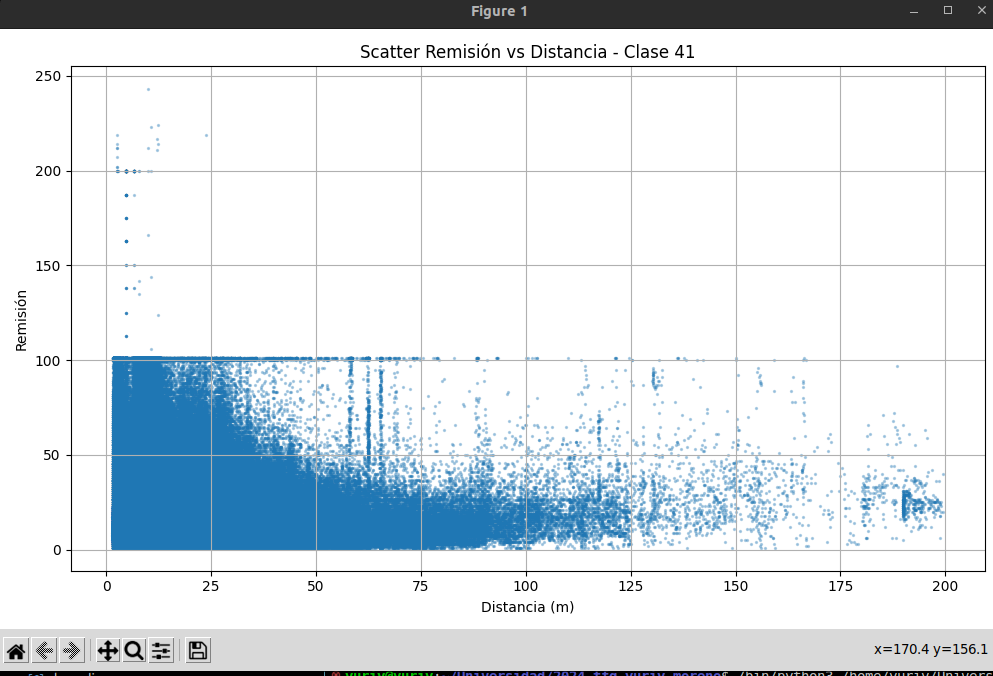 Figure 1
Scatter Remisión vs Distancia - Clase 41
250
200
150
100
50
0
Remisión
0 25 50 75 100 125 150 175 200
Distancia (m)
x=170.4 y=156.1